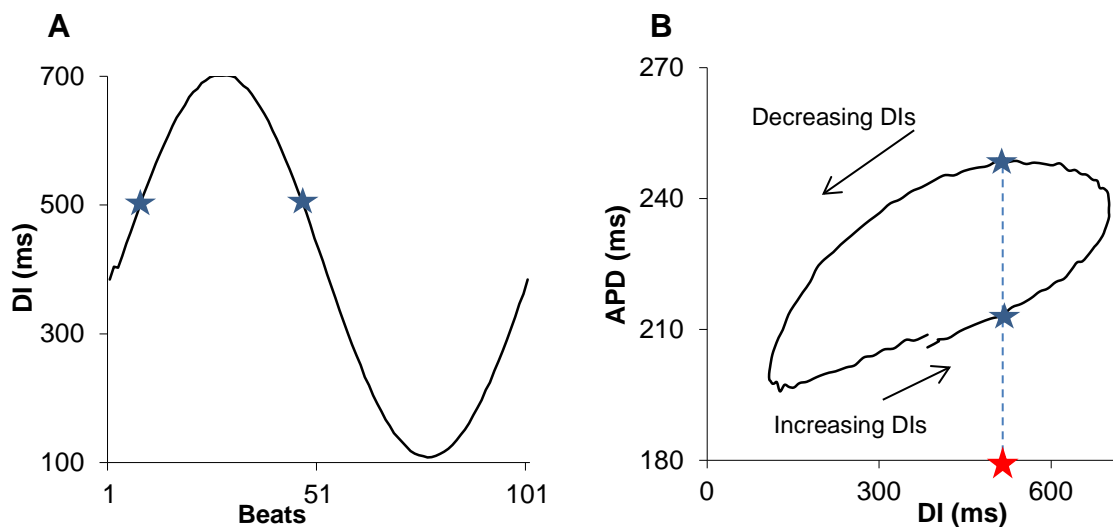 A
700
500
300
100
DI (ms)
1
51
101
Beats
B
270
240
210
180
APD (ms)
Decreasing DIs
Increasing DIs
0
300
600
DI (ms)